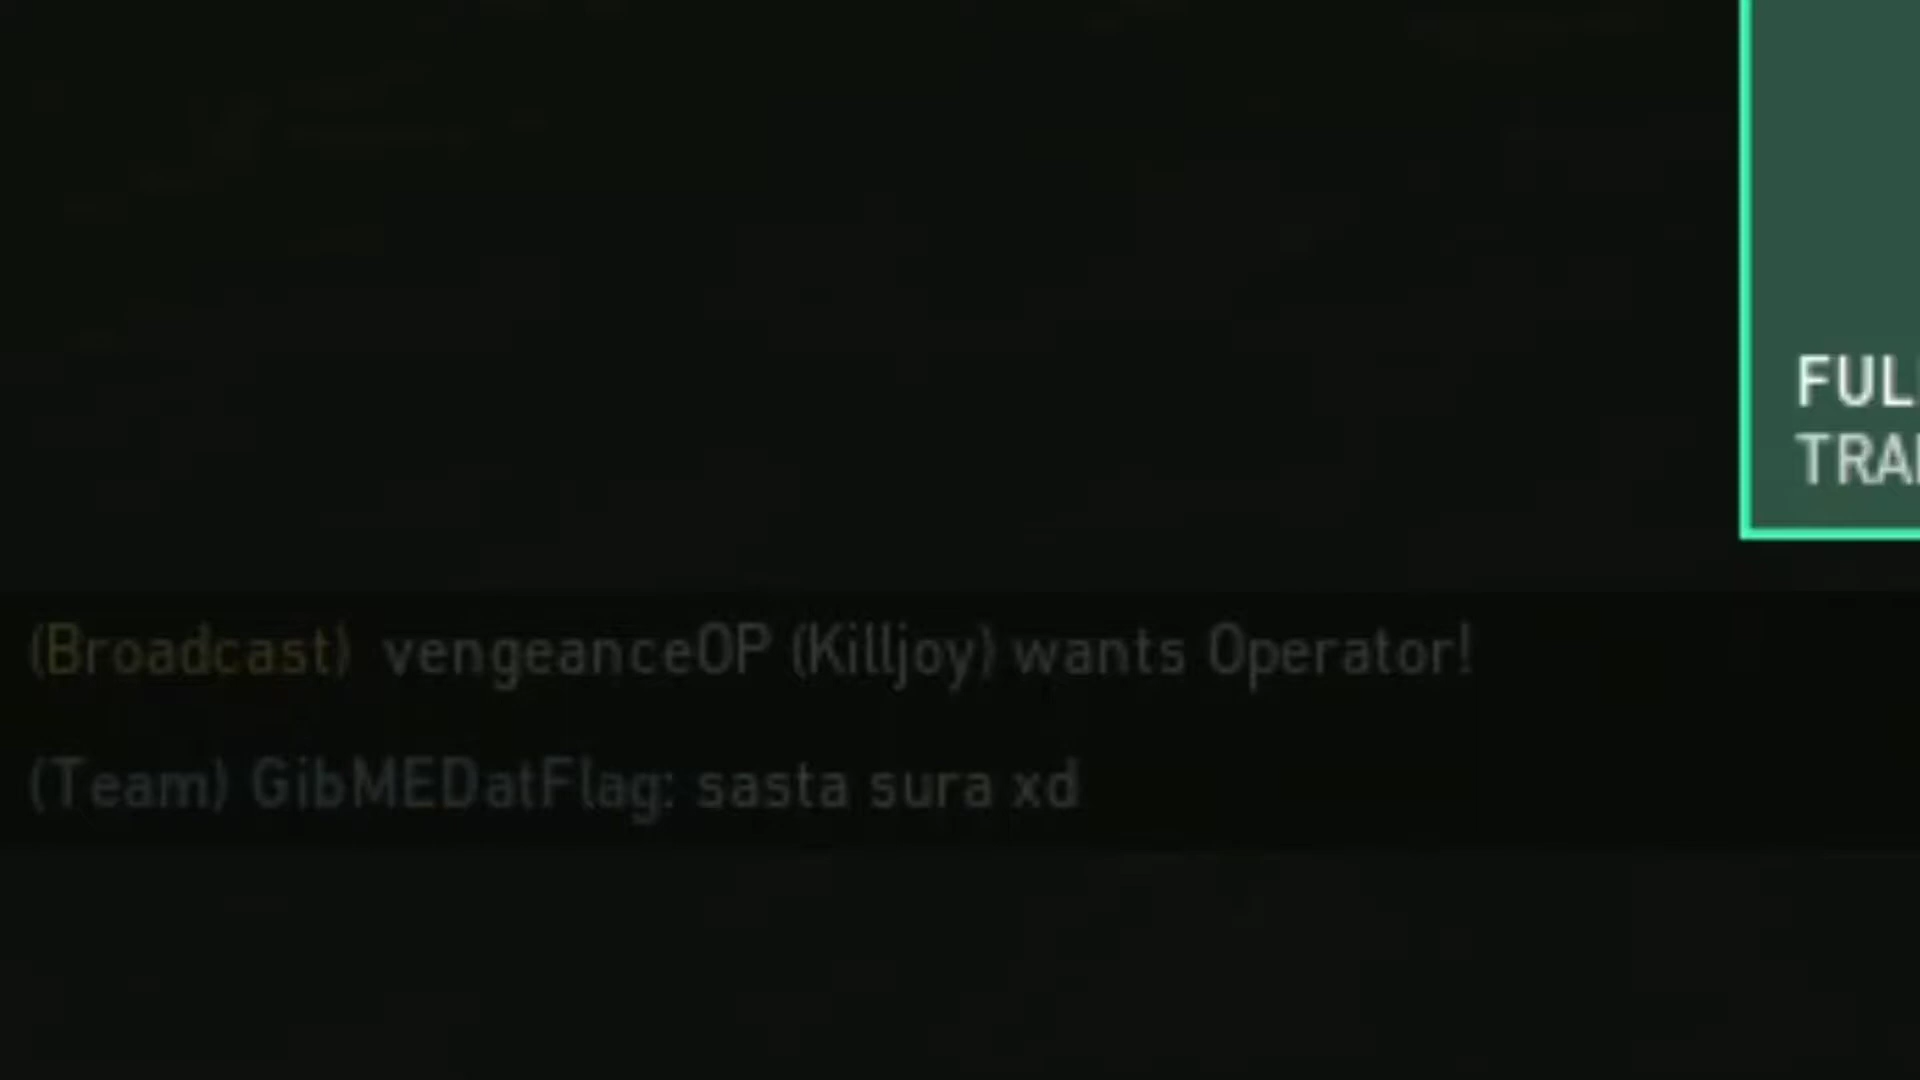 FUL
TRA
(Broadcast) vengeanceOP (Killjoy) wants Operator!
(Team) GibMEDatFlag: sasta sura xd